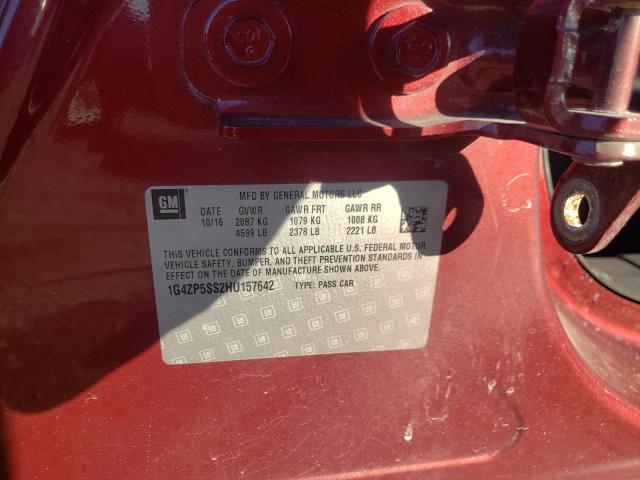 GM
MFD BY GENERAL MOTORS LLC
DATE GVWR GAWR FRT GAWR RR
10/16 2087 KG 1079 KG 1008 KG
4599 LB 2378 LB 2221 LB
THIS VEHICLE CONFORMS TO ALL APPLICABLE U.S. FEDERAL MOTOR
VEHICLE SAFETY, BUMPER, AND THEFT PREVENTION STANDARDS IN
EFFECT ON THE DATE OF MANUFACTURE SHOWN ABOVE.
1G4ZP5SS2HU157642 TYPE: PASS CAR